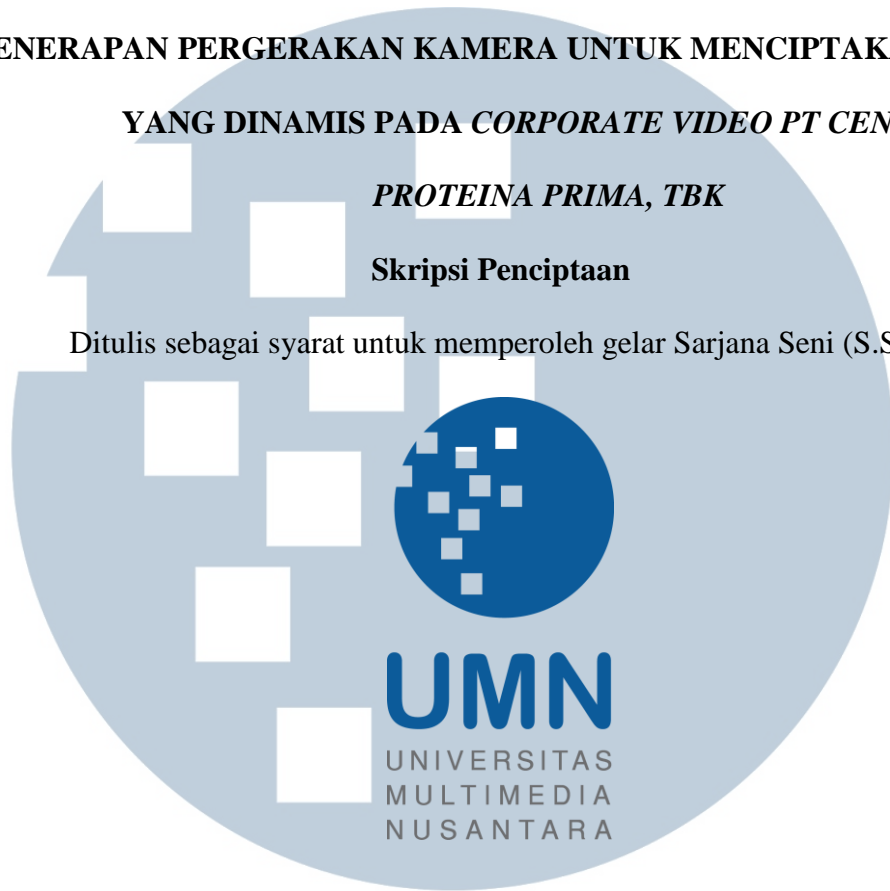 ENERAPAN PERGERAKAN KAMERA UNTUK MENCIPTAKA
YANG DINAMIS PADA CORPORATE VIDEO PT CEN
PROTEINA PRIMA, TBK
Skripsi Penciptaan
Ditulis sebagai syarat untuk memperoleh gelar Sarjana Seni (S.S
UMN
UNIVERSITAS
MULTIMEDIA
NUSANTARA